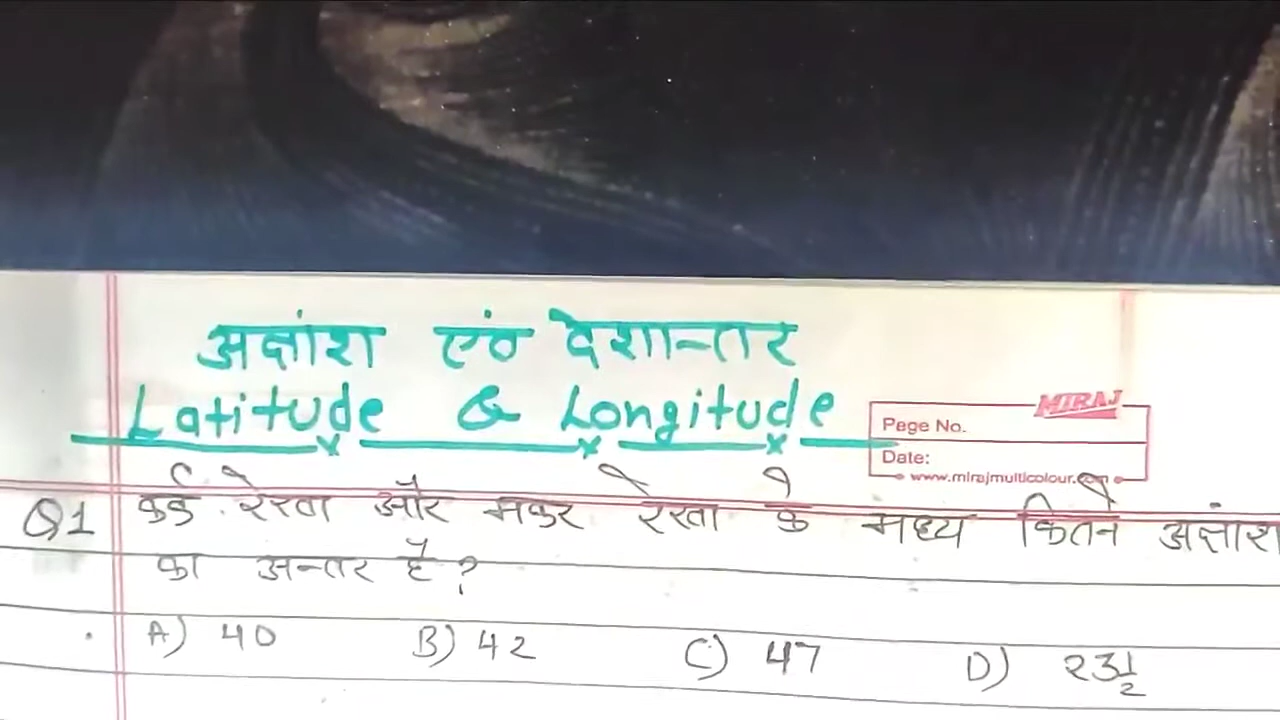 अक्षांश एवं देशान्तर
Latitude & Longitude
MIRAJ
Page No.
Date:
www.mirajmulticolour.com
Q1 कर्क रेखा और मकर रेखा के मध्य कितने अक्षांश
का अन्तर है ?
A) 40 B) 42 C) 47 D) 23½